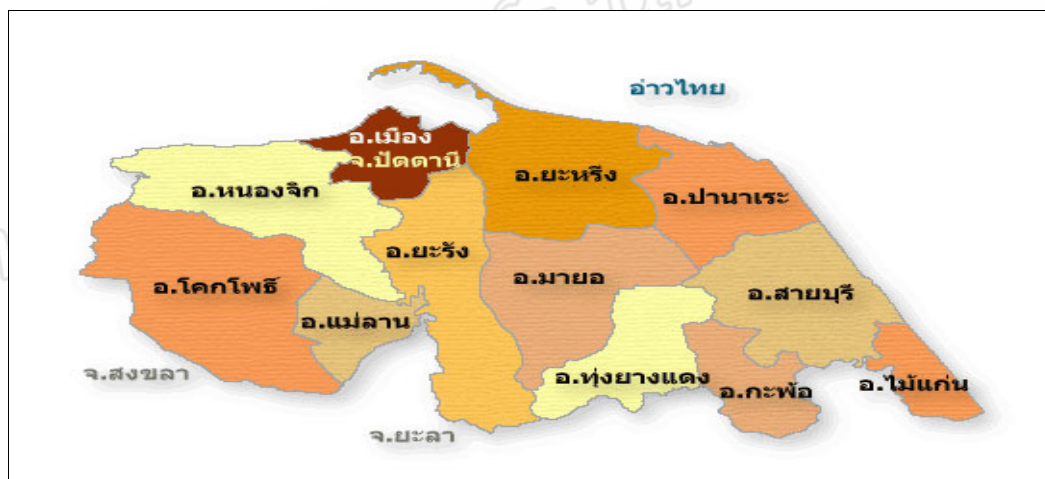 อ่าวไทย
อ.เมือง
จ.ปัตตานี
อ.หนองจิก
อ.ยะหริ่ง
อ.ปานาเระ
อ.ยะรัง
อ.มายอ
อ.โคกโพธิ์
อ.แม่ลาน
อ.สายบุรี
จ.สงขลา
อ.ทุ่งยางแดง
อ.กะพ้อ
อ.ไม้แก่น
จ.ยะลา